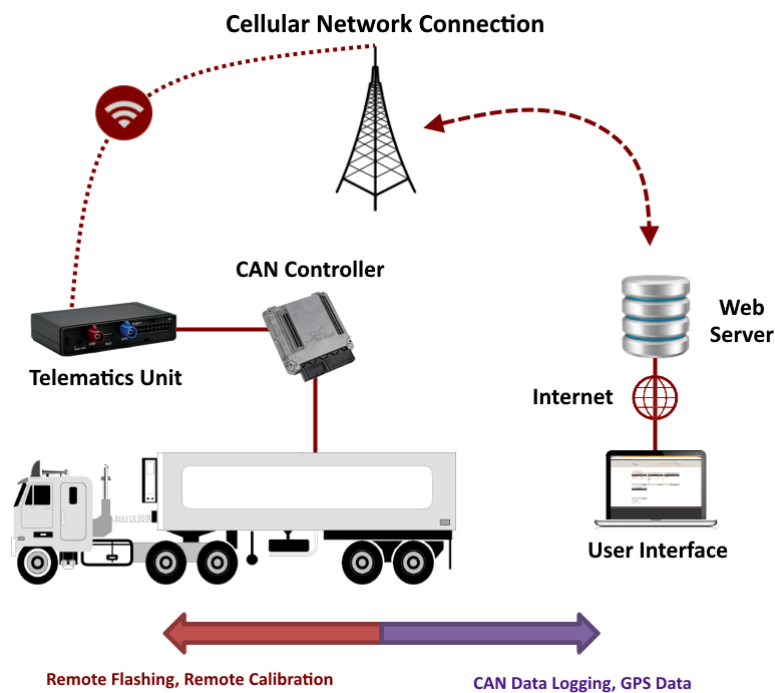 Cellular Network Connection
CAN Controller
Web
Server
Telematics Unit
Internet
User Interface
Remote Flashing, Remote Calibration
CAN Data Logging, GPS Data